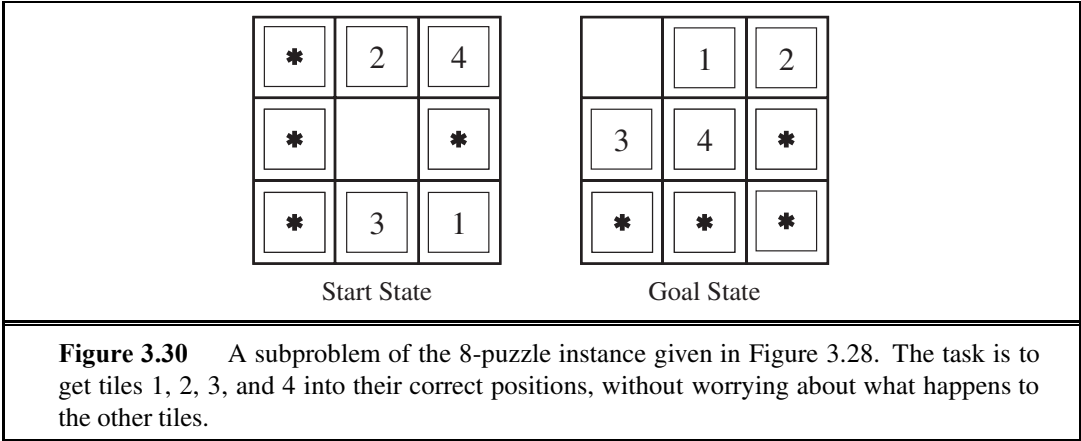 * 2 4 1 2
* * 3 4 *
* 3 1 * * *
Start State Goal State
Figure 3.30 A subproblem of the 8-puzzle instance given in Figure 3.28. The task is to
get tiles 1, 2, 3, and 4 into their correct positions, without worrying about what happens to
the other tiles.